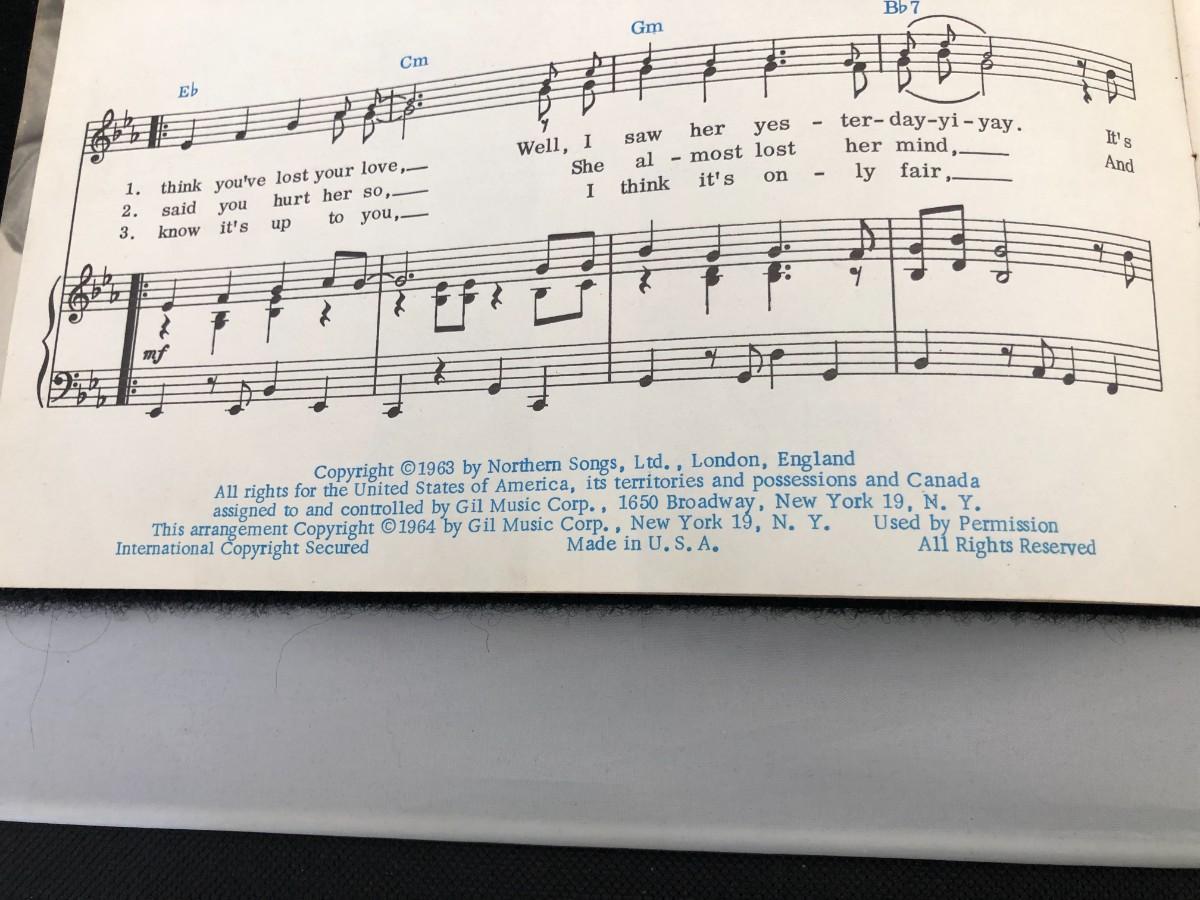 Eb Cm Gm Bb7
Well, I saw her yes - ter-day-yi-yay. It's
1. think you've lost your love, She al - most lost her mind, And
2. said you hurt her so, I think it's on - ly fair,
3. know it's up to you,
mf
Copyright ©1963 by Northern Songs, Ltd., London, England
All rights for the United States of America, its territories and possessions and Canada
assigned to and controlled by Gil Music Corp., 1650 Broadway, New York 19, N. Y.
This arrangement Copyright ©1964 by Gil Music Corp., New York 19, N. Y. Used by Permission
International Copyright Secured Made in U. S. A. All Rights Reserved